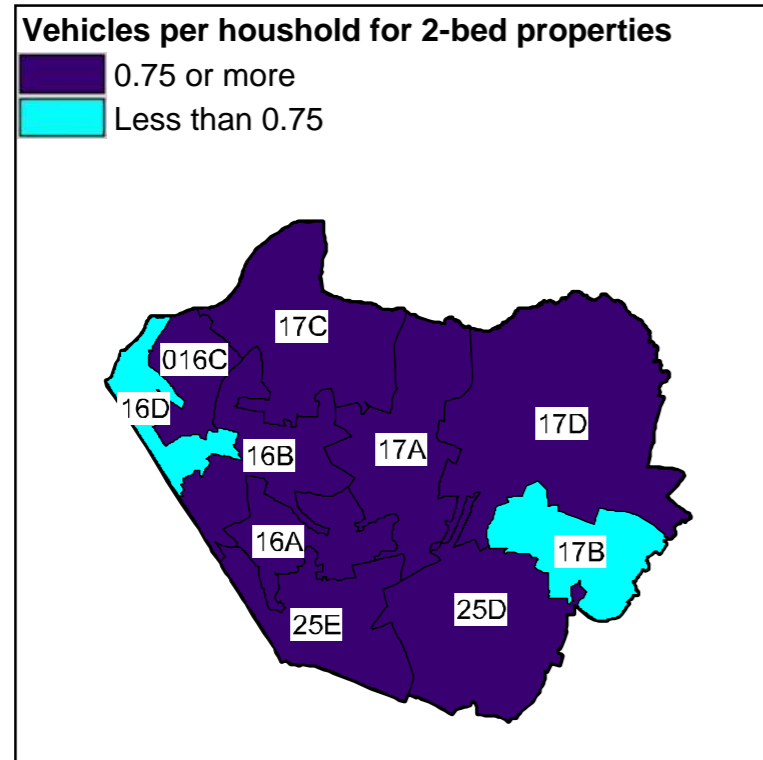 Vehicles per houshold for 2-bed properties
0.75 or more
Less than 0.75
17C
016C
16D
17D
16B
17A
16A
17B
25E
25D